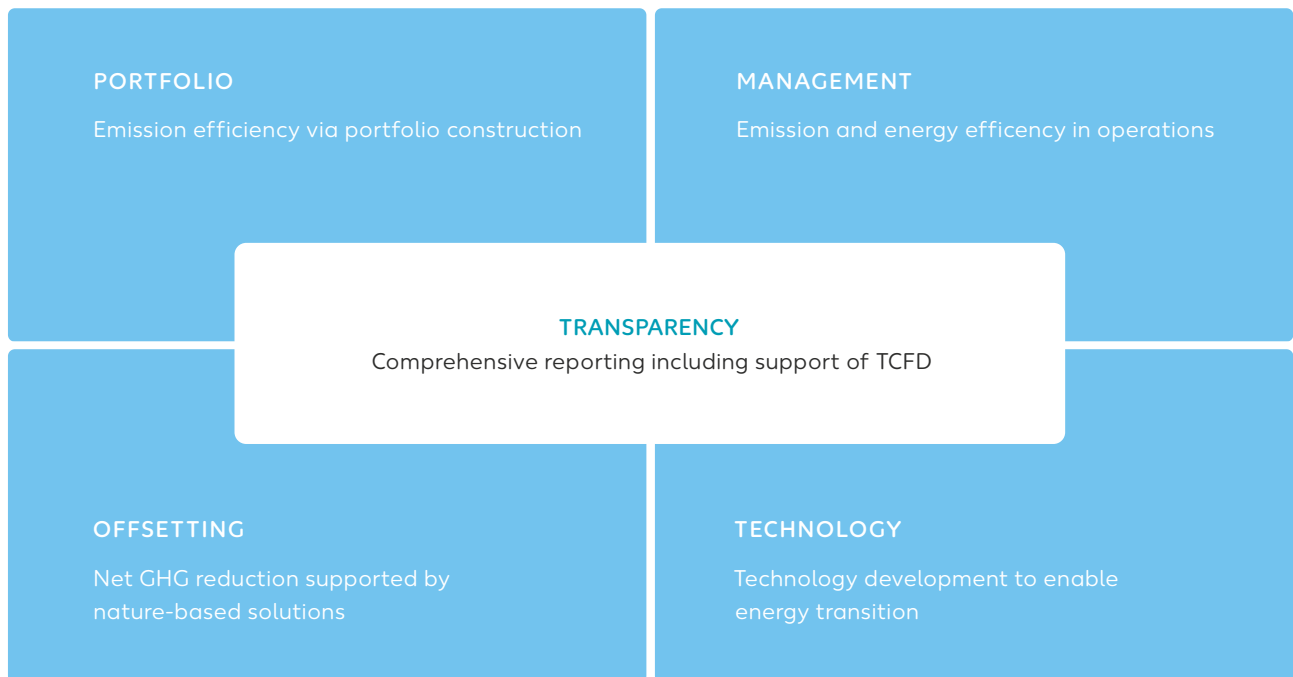 PORTFOLIO
Emission efficiency via portfolio construction
MANAGEMENT
Emission and energy efficency in operations
TRANSPARENCY
Comprehensive reporting including support of TCFD
OFFSETTING
Net GHG reduction supported by
nature-based solutions
TECHNOLOGY
Technology development to enable
energy transition